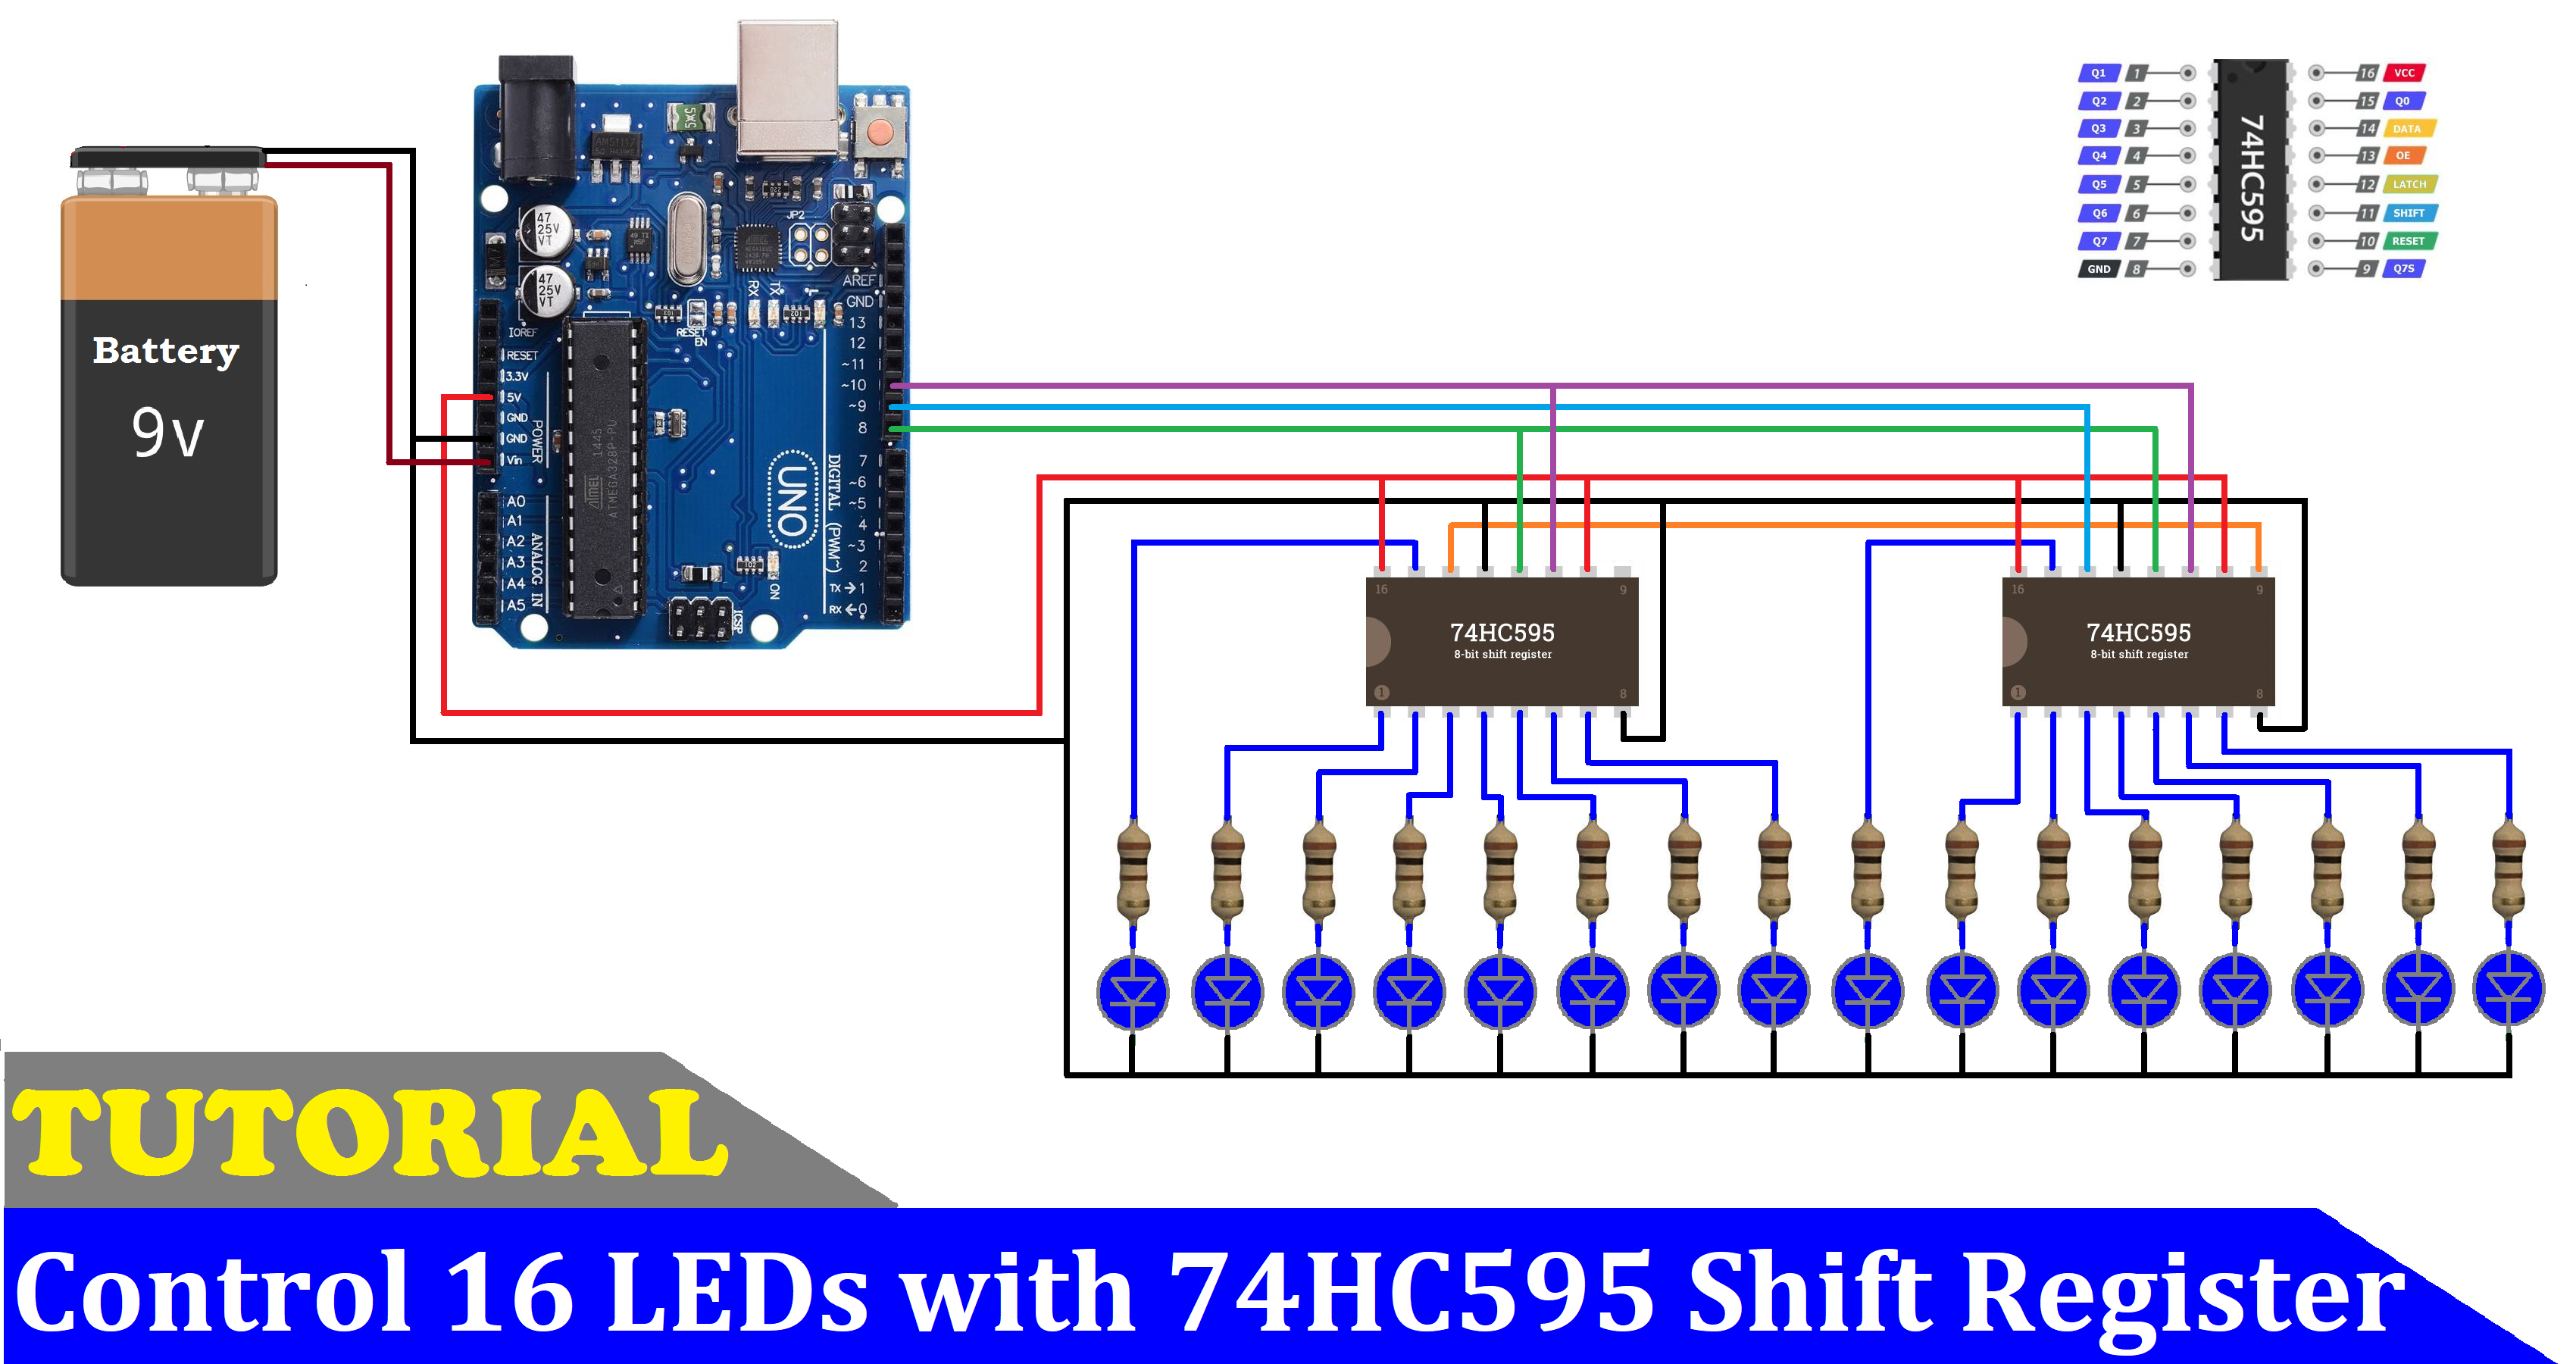 Battery
9v
47
25V
VT
47
25V
VT
JP2
AREF
GND
13
12
~11
~10
~9
8
7
~6
~5
4
~3
2
TX→1
RX←0
RX
TX
L
RESET
EN
IOREF
RESET
3.3V
5V
GND
GND
Vin
POWER
A0
A1
A2
A3
A4
A5
ANALOG IN
ATMEL 1445
ATMEGA328P-PU
UNO
DIGITAL (PWM~)
ON
ICSP
Q1 1 16 VCC
Q2 2 15 Q0
Q3 3 14 DATA
Q4 4 13 OE
Q5 5 12 LATCH
Q6 6 11 SHIFT
Q7 7 10 RESET
GND 8 9 Q7S
74HC595
16 9
74HC595
8-bit shift register
1 8
16 9
74HC595
8-bit shift register
1 8
TUTORIAL
Control 16 LEDs with 74HC595 Shift Register